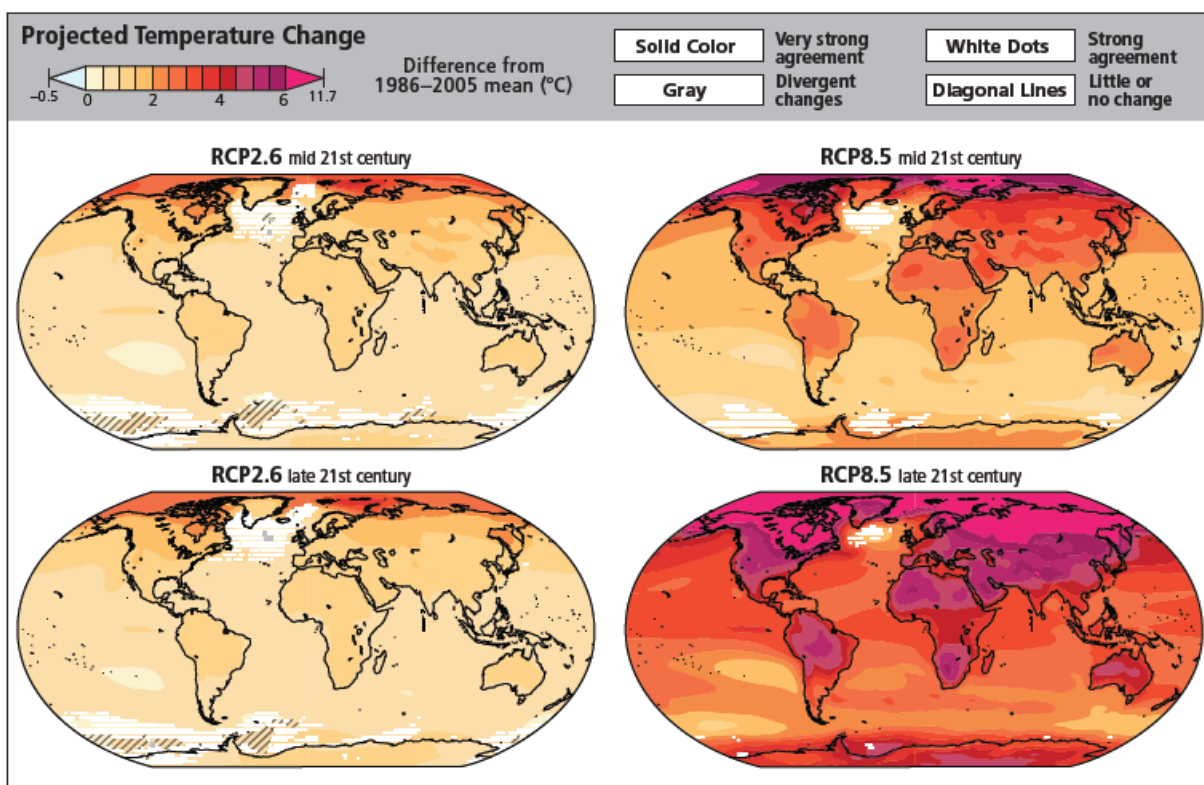 Projected Temperature Change
−0.5 0 2 4 6 11.7
Difference from
1986–2005 mean (°C)
Solid Color
Very strong
agreement
White Dots
Strong
agreement
Gray
Divergent
changes
Diagonal Lines
Little or
no change
RCP2.6 mid 21st century
RCP8.5 mid 21st century
RCP2.6 late 21st century
RCP8.5 late 21st century